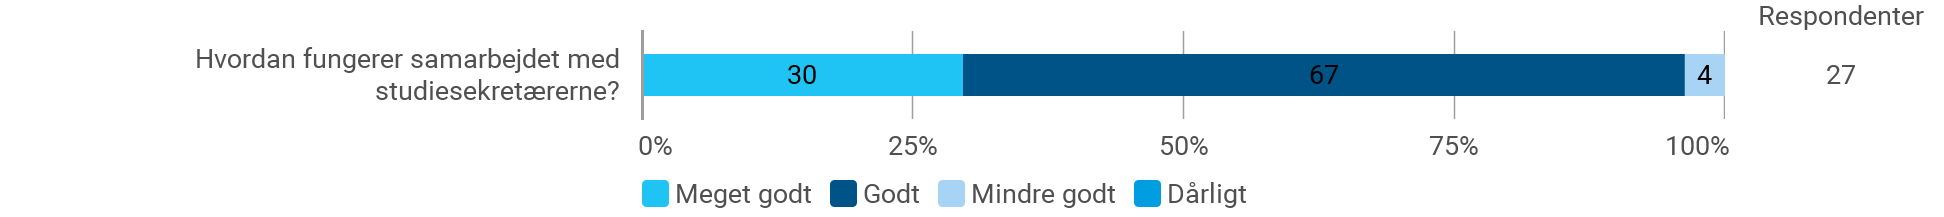 Respondenter
Hvordan fungerer samarbejdet med
studiesekretærerne?
30 67 4 27
0% 25% 50% 75% 100%
Meget godt Godt Mindre godt Dårligt